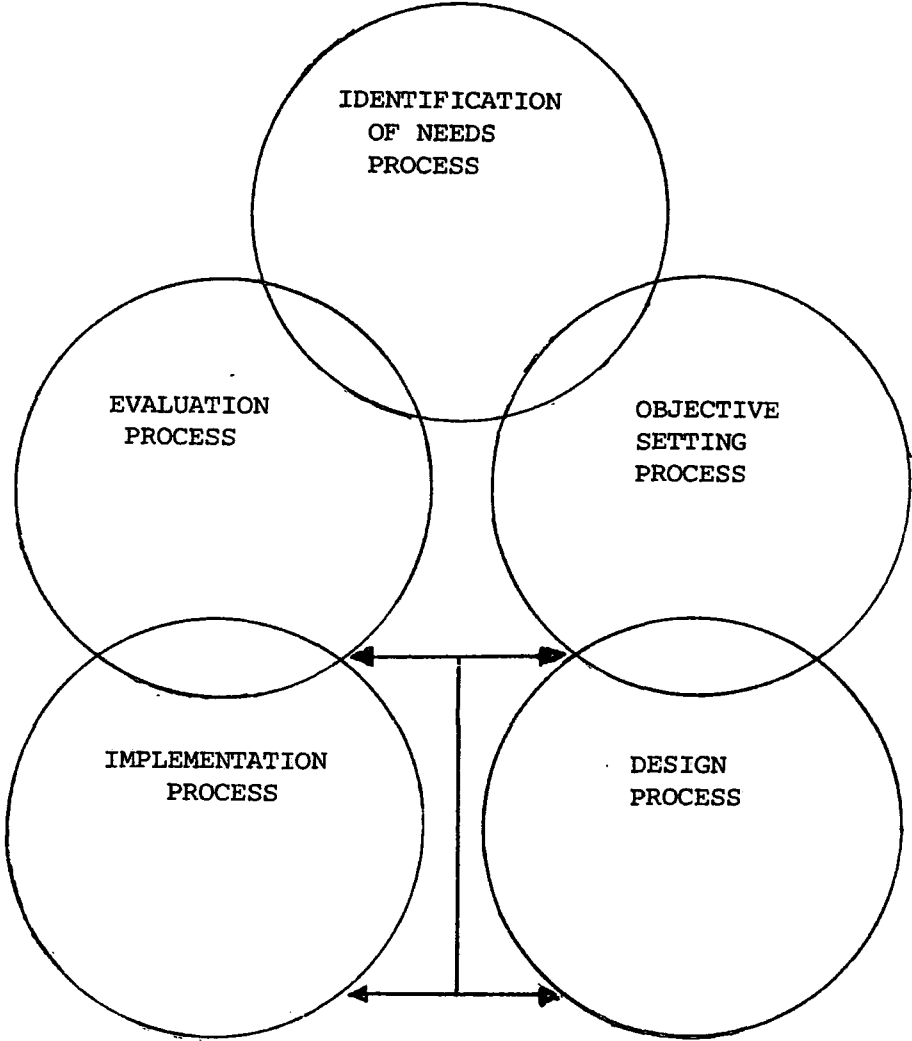 IDENTIFICATION
OF NEEDS
PROCESS
EVALUATION
PROCESS
OBJECTIVE
SETTING
PROCESS
IMPLEMENTATION
PROCESS
DESIGN
PROCESS